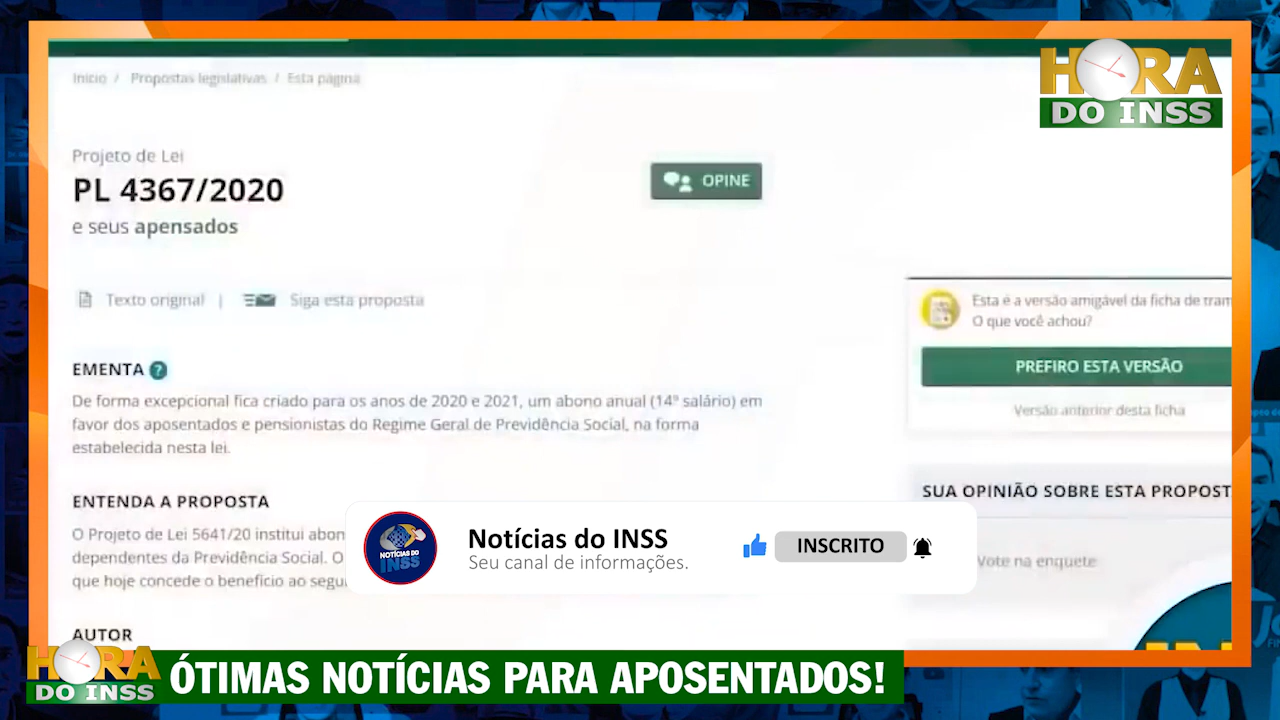 HORA
DO INSS
Início / Propostas legislativas / Esta página
Projeto de Lei
PL 4367/2020
e seus apensados
OPINE
Texto original | Siga esta proposta
Esta é a versão amigável da ficha de tram
O que você achou?
PREFIRO ESTA VERSÃO
Versão anterior desta ficha
EMENTA ?
De forma excepcional fica criado para os anos de 2020 e 2021, um abono anual (14º salário) em
favor dos aposentados e pensionistas do Regime Geral de Previdência Social, na forma
estabelecida nesta lei.
SUA OPINIÃO SOBRE ESTA PROPOST
Vote na enquete
ENTENDA A PROPOSTA
O Projeto de Lei 5641/20 institui abon
dependentes da Previdência Social. O
que hoje concede o benefício ao segu
NOTÍCIAS DO
INSS
Notícias do INSS
Seu canal de informações.
INSCRITO
AUTOR
HORA
DO INSS
ÓTIMAS NOTÍCIAS PARA APOSENTADOS!